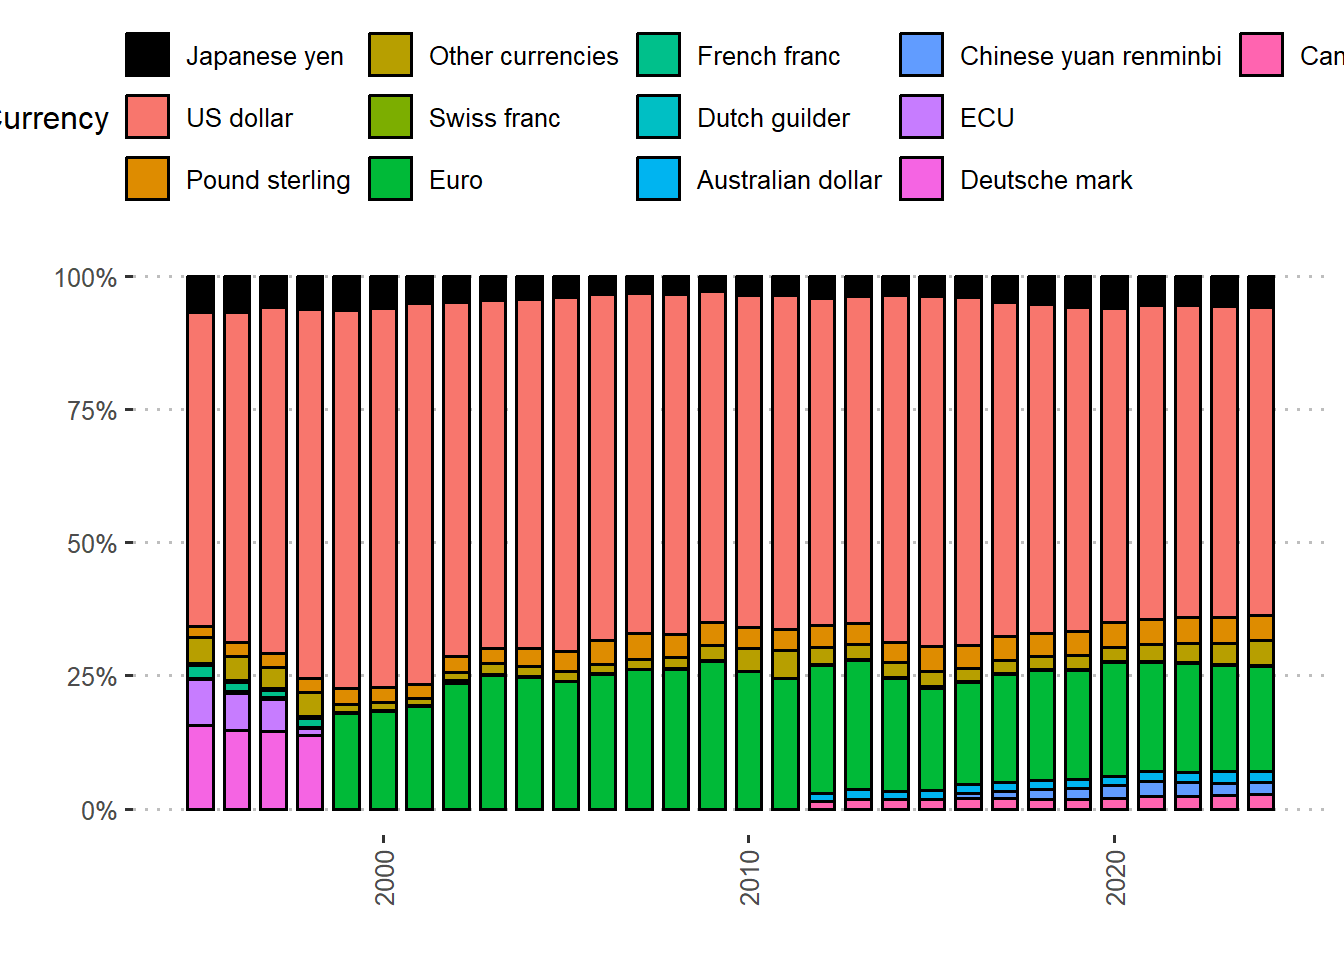 Japanese yen Other currencies French franc Chinese yuan renminbi Can
Currency US dollar Swiss franc Dutch guilder ECU
Pound sterling Euro Australian dollar Deutsche mark
100%
75%
50%
25%
0%
2000 2010 2020